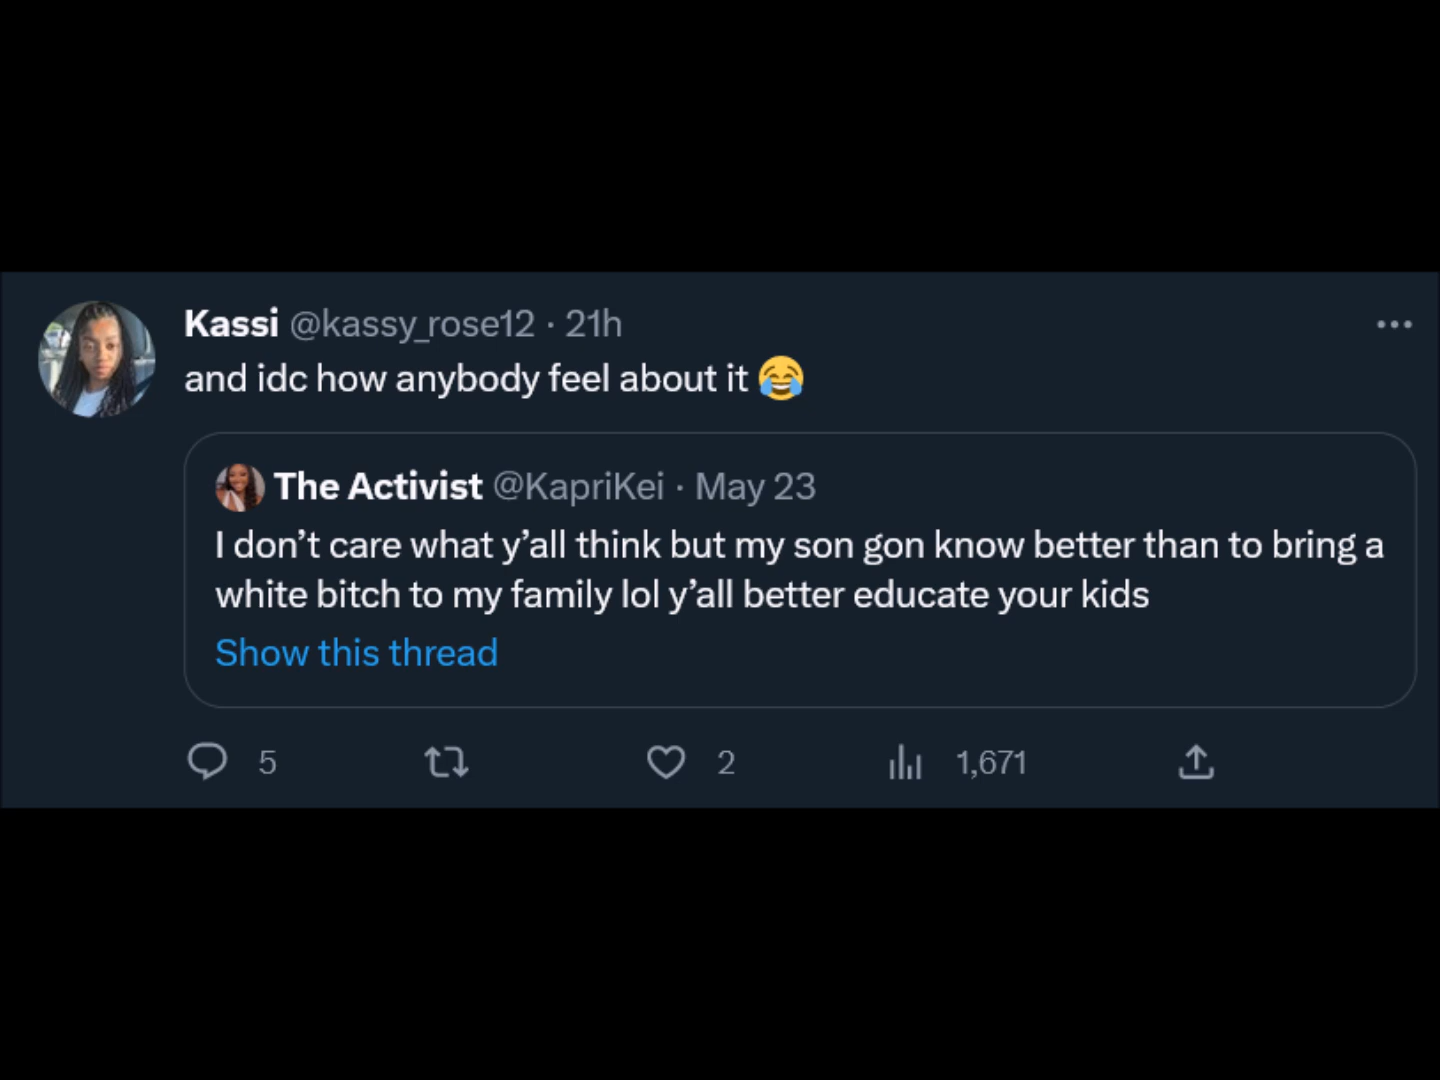 Kassi @kassy_rose12 · 21h
and idc how anybody feel about it 😂
The Activist @KapriKei · May 23
I don’t care what y’all think but my son gon know better than to bring a
white bitch to my family lol y’all better educate your kids
Show this thread
5 2 1,671